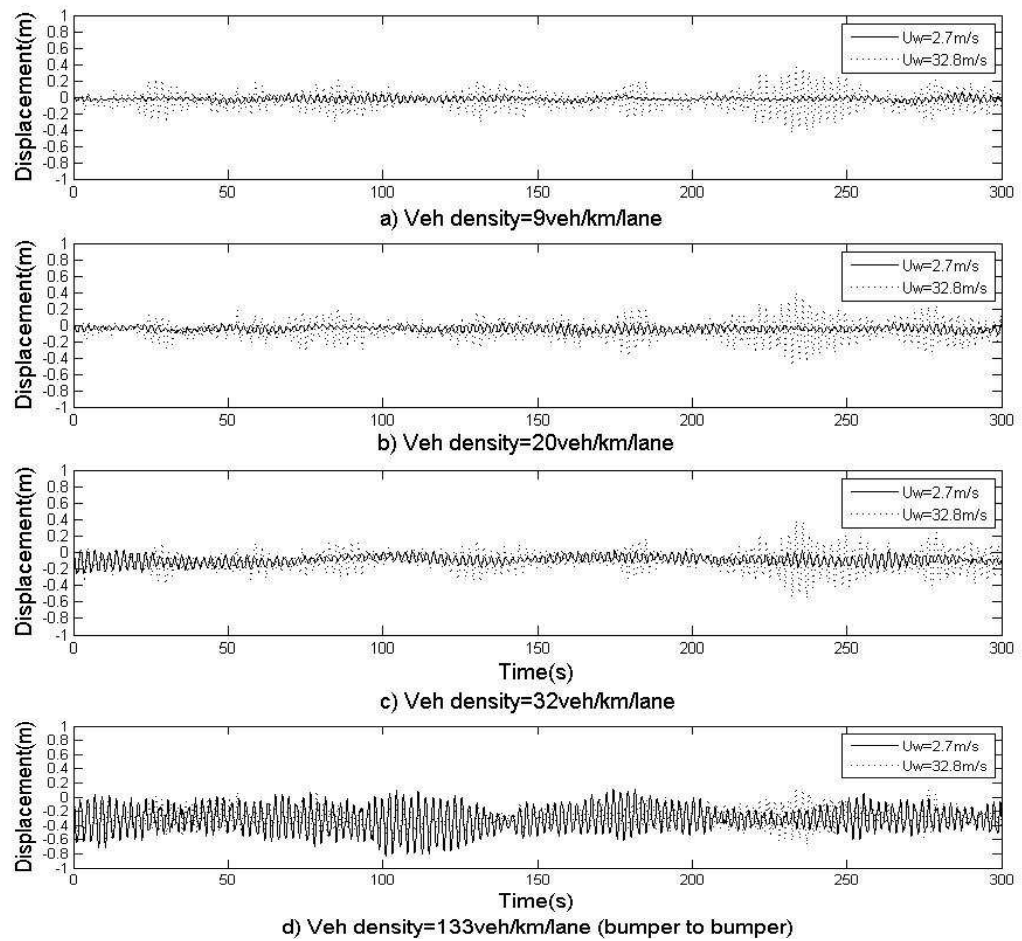 Displacement(m)
1
0.8
0.6
0.4
0.2
0
-0.2
-0.4
-0.6
-0.8
-1
Uw=2.7m/s
Uw=32.8m/s
0 50 100 150 200 250 300
a) Veh density=9veh/km/lane
Displacement(m)
1
0.8
0.6
0.4
0.2
0
-0.2
-0.4
-0.6
-0.8
-1
Uw=2.7m/s
Uw=32.8m/s
0 50 100 150 200 250 300
b) Veh density=20veh/km/lane
Displacement(m)
1
0.8
0.6
0.4
0.2
0
-0.2
-0.4
-0.6
-0.8
-1
Uw=2.7m/s
Uw=32.8m/s
0 50 100 150 200 250 300
Time(s)
c) Veh density=32veh/km/lane
Displacement(m)
1
0.8
0.6
0.4
0.2
0
-0.2
-0.4
-0.6
-0.8
-1
Uw=2.7m/s
Uw=32.8m/s
0 50 100 150 200 250 300
Time(s)
d) Veh density=133veh/km/lane (bumper to bumper)